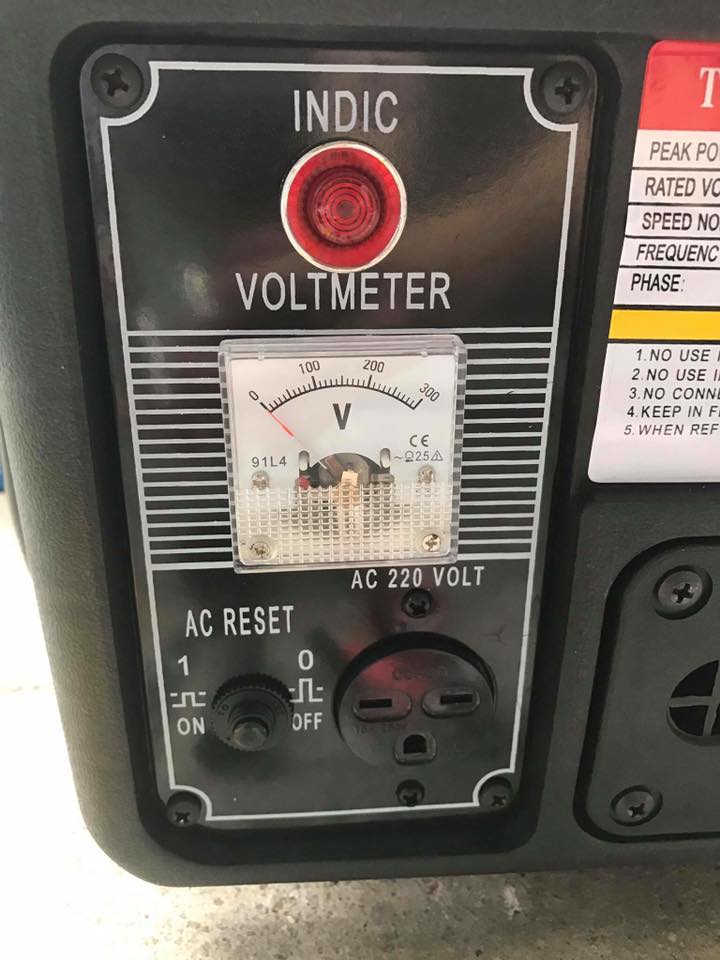 INDIC
VOLTMETER
0 100 200 300
V
91L4
CE
~ Ω 2.5 ⚠
AC 220 VOLT
AC RESET
1 0
ON OFF
T
PEAK PO
RATED VO
SPEED NO.
FREQUENC
PHASE:
1. NO USE I
2. NO USE I
3. NO CONNE
4. KEEP IN F
5. WHEN REF